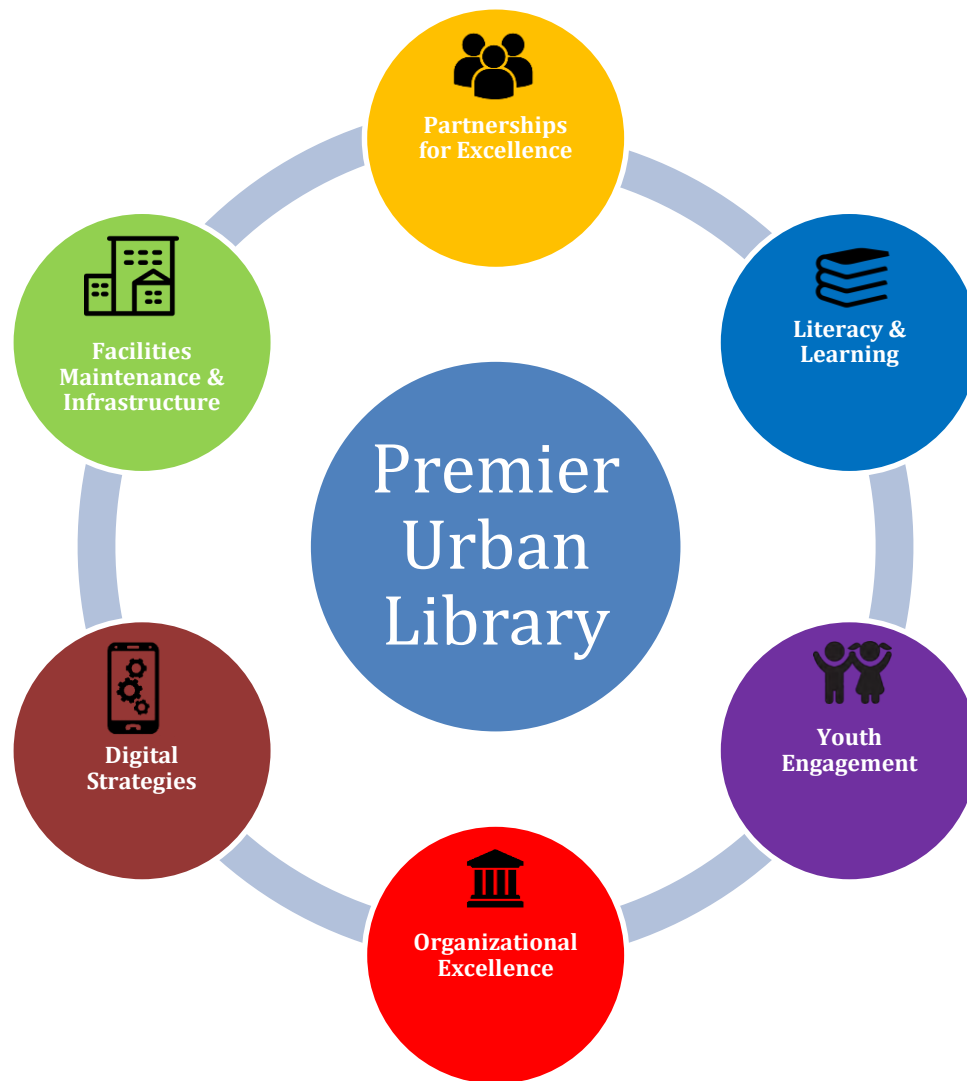 Partnerships
for Excellence
Literacy &
Learning
Youth
Engagement
Organizational
Excellence
Digital
Strategies
Facilities
Maintenance &
Infrastructure
Premier
Urban
Library